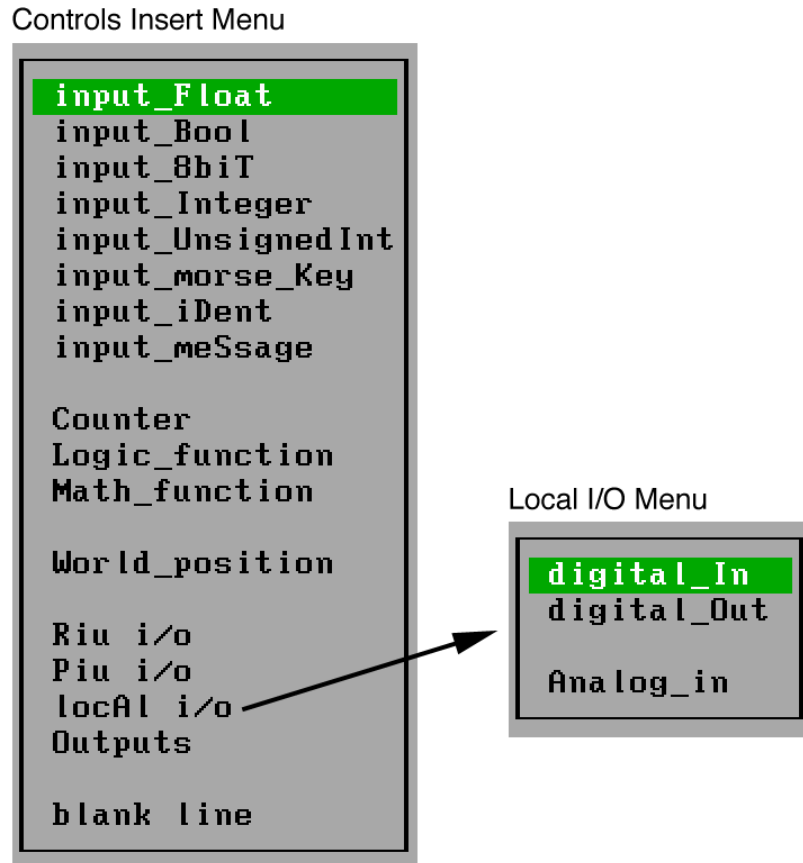 Controls Insert Menu
input_Float
input_Bool
input_8biT
input_Integer
input_UnsignedInt
input_morse_Key
input_iDent
input_meSsage
Counter
Logic_function
Math_function
World_position
Riu i/o
Piu i/o
locAl i/o
Outputs
blank line
Local I/O Menu
digital_In
digital_Out
Analog_in